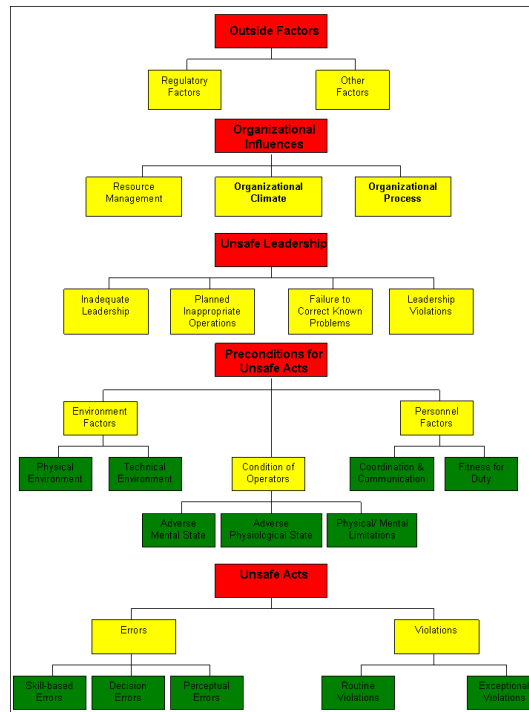 Outside Factors
Regulatory
Factors
Other
Factors
Organizational
Influences
Resource
Management
Organizational
Climate
Organizational
Process
Unsafe Leadership
Inadequate
Leadership
Planned
Inappropriate
Operations
Failure to
Correct Known
Problems
Leadership
Violations
Preconditions for
Unsafe Acts
Environment
Factors
Personnel
Factors
Physical
Environment
Technical
Environment
Condition of
Operators
Coordination &
Communication
Fitness for
Duty
Adverse
Mental State
Adverse
Physiological State
Physical/ Mental
Limitations
Unsafe Acts
Errors
Violations
Skill-based
Errors
Decision
Errors
Perceptual
Errors
Routine
Violations
Exceptional
Violations